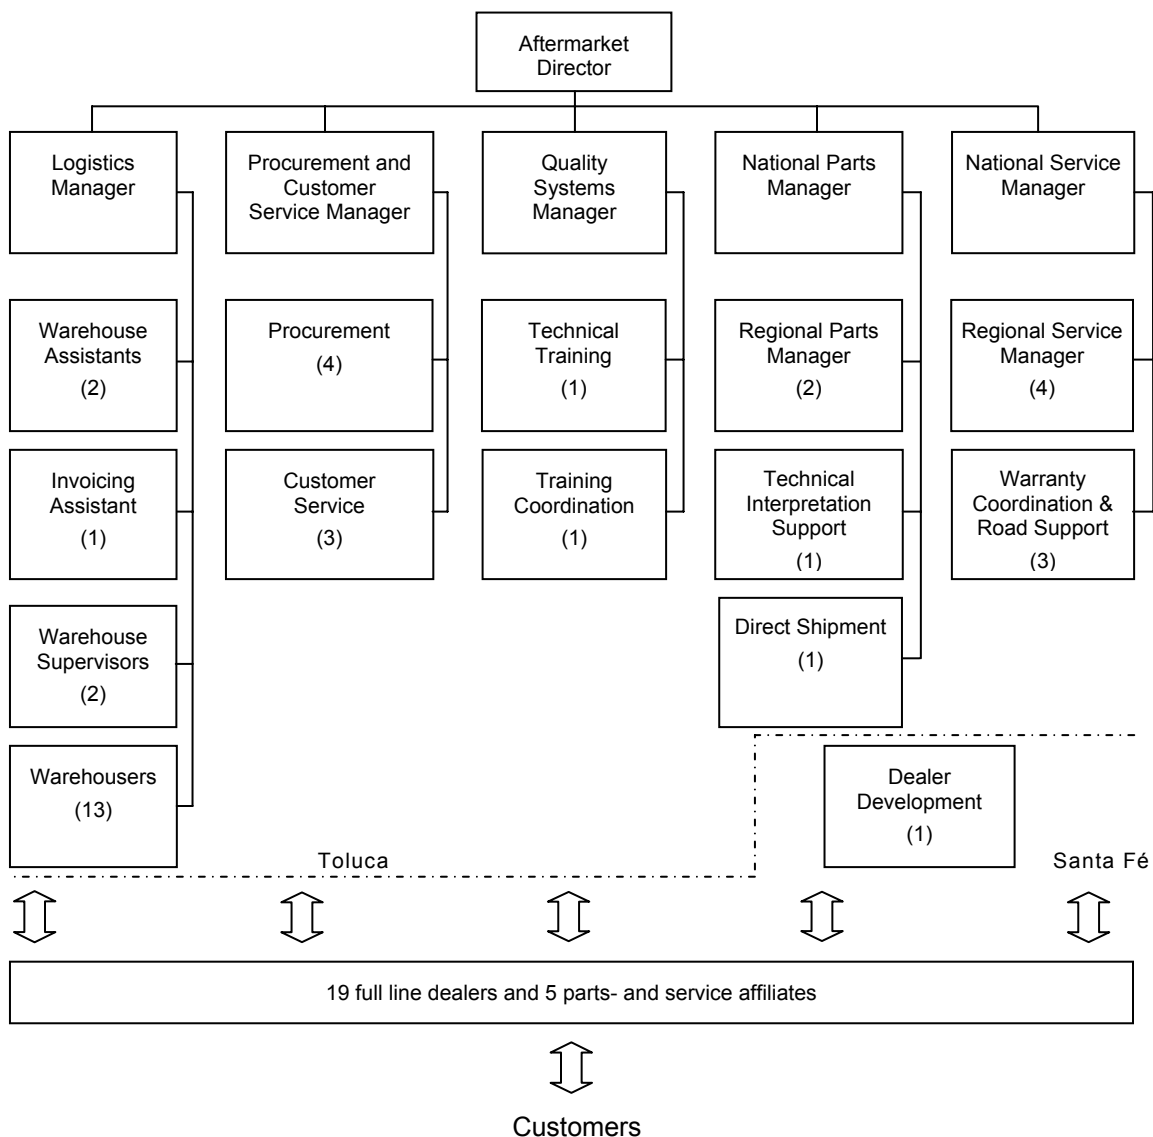 Aftermarket
Director
Logistics
Manager
Procurement and
Customer
Service Manager
Quality
Systems
Manager
National Parts
Manager
National Service
Manager
Warehouse
Assistants
(2)
Procurement
(4)
Technical
Training
(1)
Regional Parts
Manager
(2)
Regional Service
Manager
(4)
Invoicing
Assistant
(1)
Customer
Service
(3)
Training
Coordination
(1)
Technical
Interpretation
Support
(1)
Warranty
Coordination &
Road Support
(3)
Warehouse
Supervisors
(2)
Direct Shipment
(1)
Warehousers
(13)
Dealer
Development
(1)
Toluca
Santa Fé
19 full line dealers and 5 parts- and service affiliates
Customers